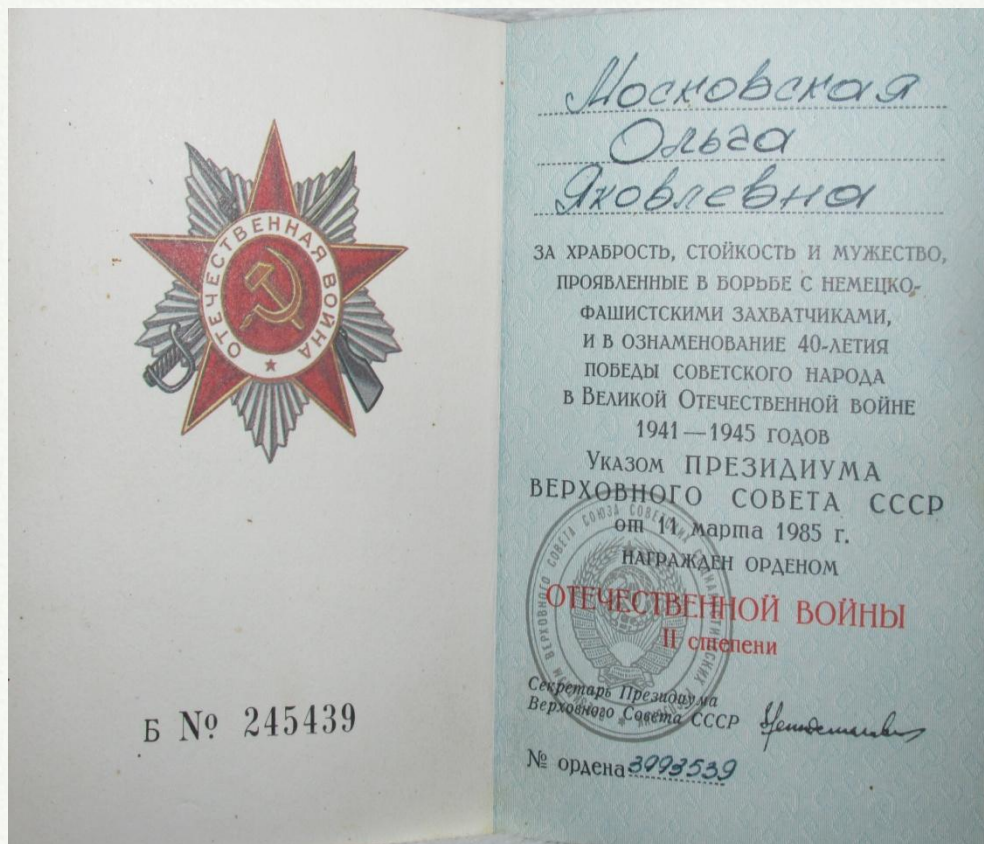 ОТЕЧЕСТВЕННАЯ ВОЙНА
Б № 245439
Московская
Ольга
Яковлевна
ЗА ХРАБРОСТЬ, СТОЙКОСТЬ И МУЖЕСТВО,
ПРОЯВЛЕННЫЕ В БОРЬБЕ С НЕМЕЦКО-
ФАШИСТСКИМИ ЗАХВАТЧИКАМИ,
И В ОЗНАМЕНОВАНИЕ 40-ЛЕТИЯ
ПОБЕДЫ СОВЕТСКОГО НАРОДА
В ВЕЛИКОЙ ОТЕЧЕСТВЕННОЙ ВОЙНЕ
1941—1945 ГОДОВ
УКАЗОМ ПРЕЗИДИУМА
ВЕРХОВНОГО СОВЕТА СССР
от 11 марта 1985 г.
НАГРАЖДЕН ОРДЕНОМ
ОТЕЧЕСТВЕННОЙ ВОЙНЫ
II степени
Секретарь Президиума
Верховного Совета СССР
№ ордена 3993539